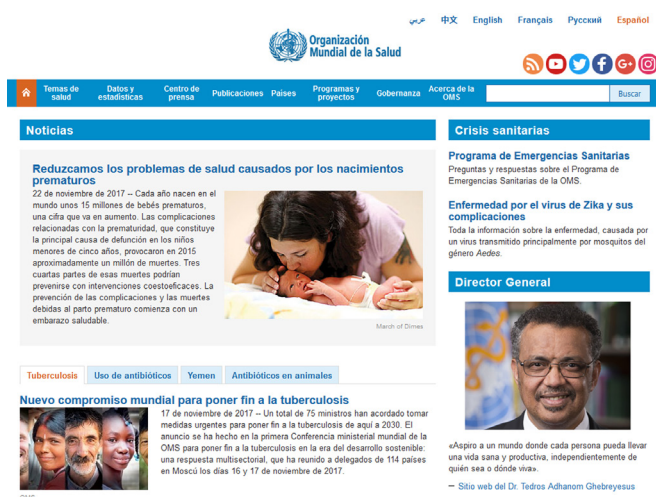 عربي 中文 English Français Русский Español
Organización
Mundial de la Salud
Temas de salud Datos y estadísticas Centro de prensa Publicaciones Países Programas y proyectos Gobernanza Acerca de la OMS Buscar
Noticias
Reduzcamos los problemas de salud causados por los nacimientos
prematuros
22 de noviembre de 2017 -- Cada año nacen en el
mundo unos 15 millones de bebés prematuros,
una cifra que va en aumento. Las complicaciones
relacionadas con la prematuridad, que constituye
la principal causa de defunción en los niños
menores de cinco años, provocaron en 2015
aproximadamente un millón de muertes. Tres
cuartas partes de esas muertes podrían
prevenirse con intervenciones coestoeficaces. La
prevención de las complicaciones y las muertes
debidas al parto prematuro comienza con un
embarazo saludable.
March of Dimes
Tuberculosis Uso de antibióticos Yemen Antibióticos en animales
Nuevo compromiso mundial para poner fin a la tuberculosis
17 de noviembre de 2017 -- Un total de 75 ministros han acordado tomar
medidas urgentes para poner fin a la tuberculosis de aquí a 2030. El
anuncio se ha hecho en la primera Conferencia ministerial mundial de la
OMS para poner fin a la tuberculosis en la era del desarrollo sostenible:
una respuesta multisectorial, que ha reunido a delegados de 114 países
en Moscú los días 16 y 17 de noviembre de 2017.
Crisis sanitarias
Programa de Emergencias Sanitarias
Preguntas y respuestas sobre el Programa de
Emergencias Sanitarias de la OMS.
Enfermedad por el virus de Zika y sus
complicaciones
Toda la información sobre la enfermedad, causada por
un virus transmitido principalmente por mosquitos del
género Aedes.
Director General
«Aspiro a un mundo donde cada persona pueda llevar
una vida sana y productiva, independientemente de
quién sea o dónde viva».
– Sitio web del Dr. Tedros Adhanom Ghebreyesus